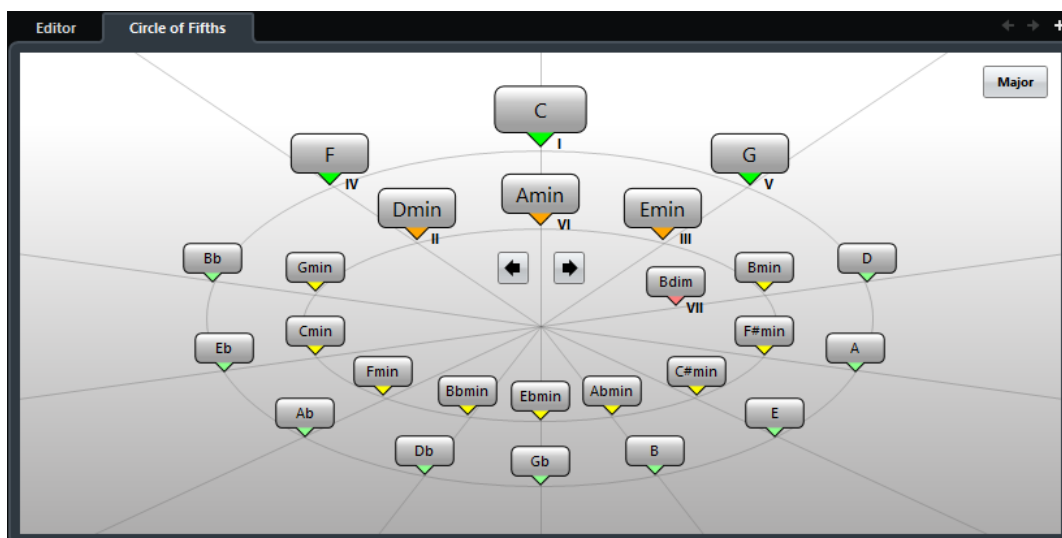 Editor
Circle of Fifths
Major
C
I
F
IV
G
V
Amin
VI
Dmin
II
Emin
III
Bb
Gmin
Bdim
VII
Bmin
D
Eb
Cmin
F#min
A
Fmin
C#min
Bbmin
Ebmin
Abmin
Ab
E
Db
Gb
B